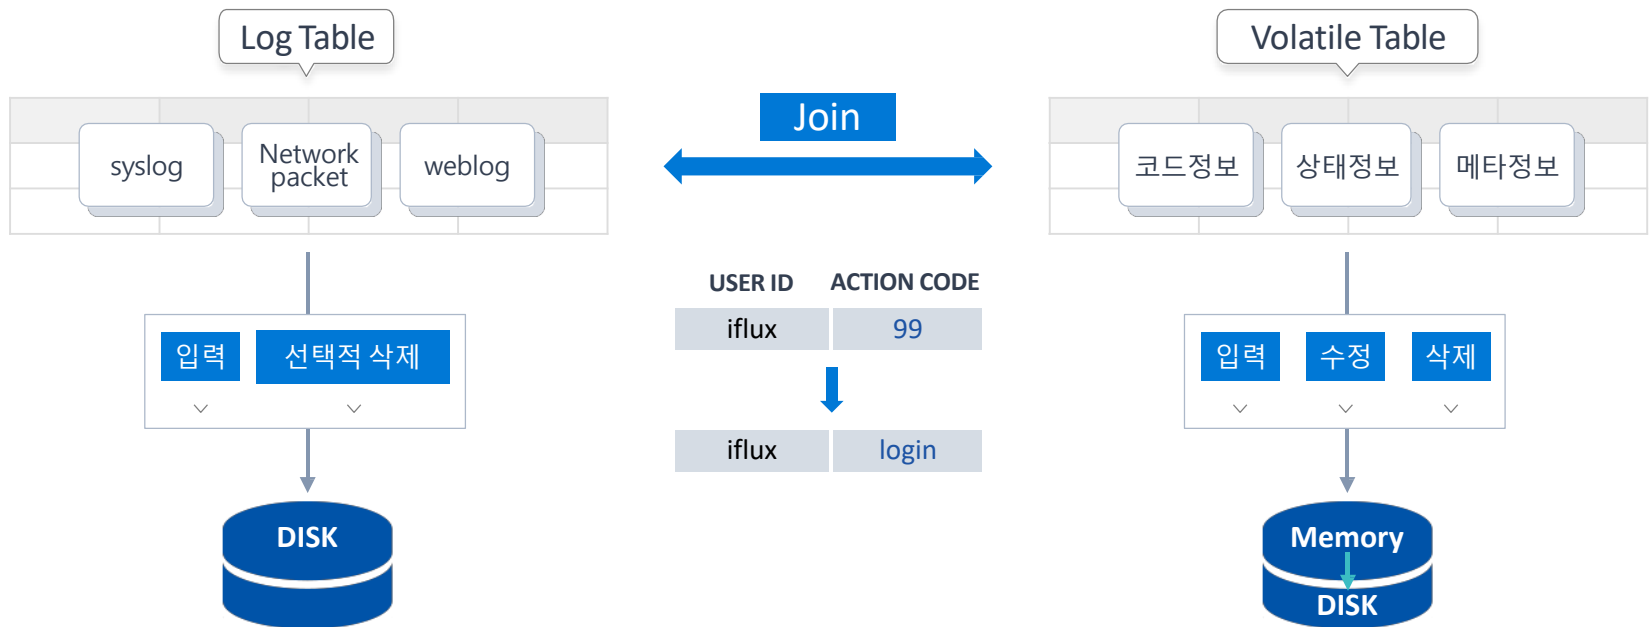 Log Table
Volatile Table
Join
syslog
Network
packet
weblog
코드정보
상태정보
메타정보
USER ID
ACTION CODE
iflux
99
iflux
login
입력
선택적 삭제
입력
수정
삭제
DISK
Memory
DISK